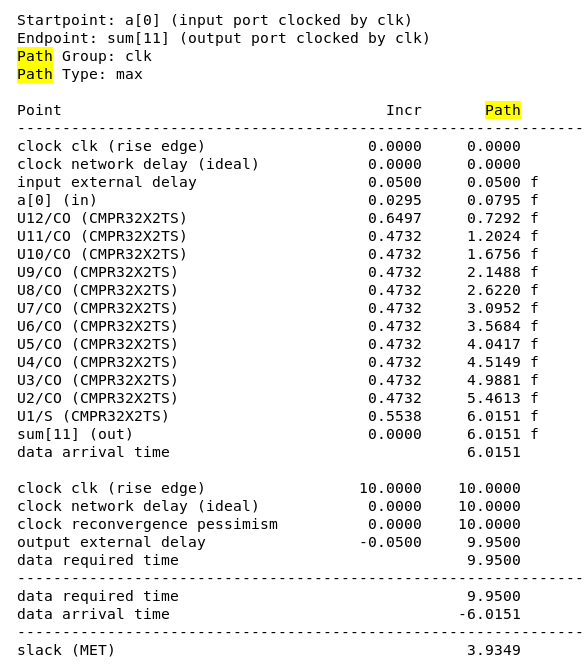 Startpoint: a[0] (input port clocked by clk)
Endpoint: sum[11] (output port clocked by clk)
Path Group: clk
Path Type: max
Point Incr Path
------------------------------------------------------------
clock clk (rise edge) 0.0000 0.0000
clock network delay (ideal) 0.0000 0.0000
input external delay 0.0500 0.0500 f
a[0] (in) 0.0295 0.0795 f
U12/CO (CMPR32X2TS) 0.6497 0.7292 f
U11/CO (CMPR32X2TS) 0.4732 1.2024 f
U10/CO (CMPR32X2TS) 0.4732 1.6756 f
U9/CO (CMPR32X2TS) 0.4732 2.1488 f
U8/CO (CMPR32X2TS) 0.4732 2.6220 f
U7/CO (CMPR32X2TS) 0.4732 3.0952 f
U6/CO (CMPR32X2TS) 0.4732 3.5684 f
U5/CO (CMPR32X2TS) 0.4732 4.0417 f
U4/CO (CMPR32X2TS) 0.4732 4.5149 f
U3/CO (CMPR32X2TS) 0.4732 4.9881 f
U2/CO (CMPR32X2TS) 0.4732 5.4613 f
U1/S (CMPR32X2TS) 0.5538 6.0151 f
sum[11] (out) 0.0000 6.0151 f
data arrival time 6.0151
clock clk (rise edge) 10.0000 10.0000
clock network delay (ideal) 0.0000 10.0000
clock reconvergence pessimism 0.0000 10.0000
output external delay -0.0500 9.9500
data required time 9.9500
------------------------------------------------------------
data required time 9.9500
data arrival time -6.0151
------------------------------------------------------------
slack (MET) 3.9349